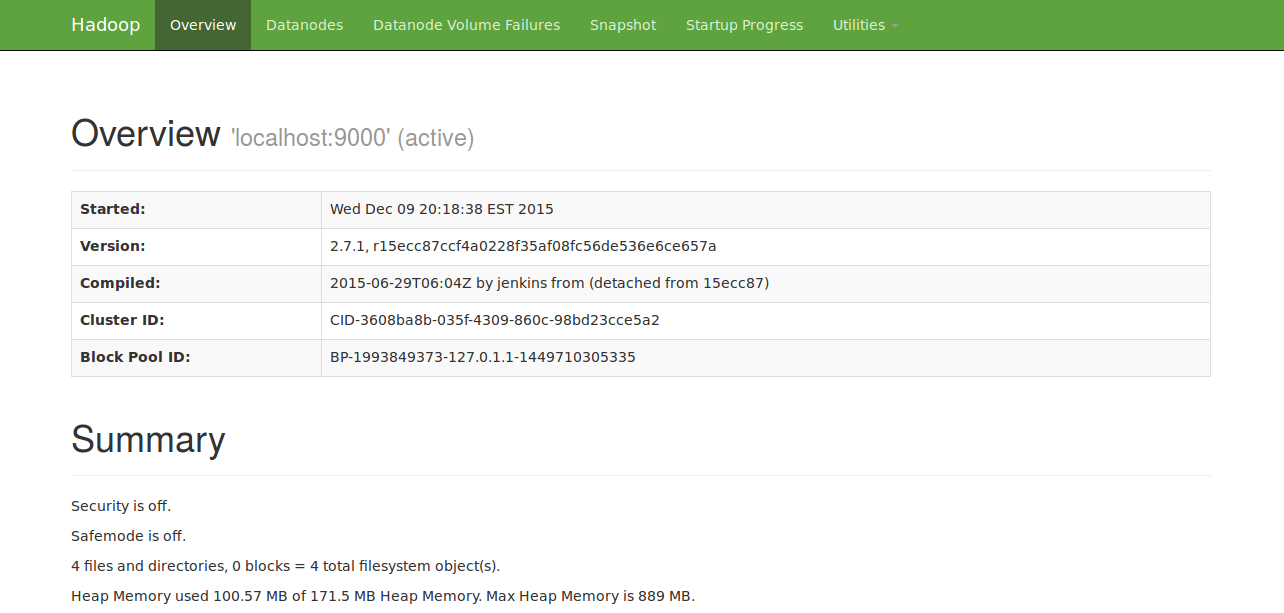 Hadoop Overview Datanodes Datanode Volume Failures Snapshot Startup Progress Utilities
Overview 'localhost:9000' (active)
Started: Wed Dec 09 20:18:38 EST 2015
Version: 2.7.1, r15ecc87ccf4a0228f35af08fc56de536e6ce657a
Compiled: 2015-06-29T06:04Z by jenkins from (detached from 15ecc87)
Cluster ID: CID-3608ba8b-035f-4309-860c-98bd23cce5a2
Block Pool ID: BP-1993849373-127.0.1.1-1449710305335
Summary
Security is off.
Safemode is off.
4 files and directories, 0 blocks = 4 total filesystem object(s).
Heap Memory used 100.57 MB of 171.5 MB Heap Memory. Max Heap Memory is 889 MB.